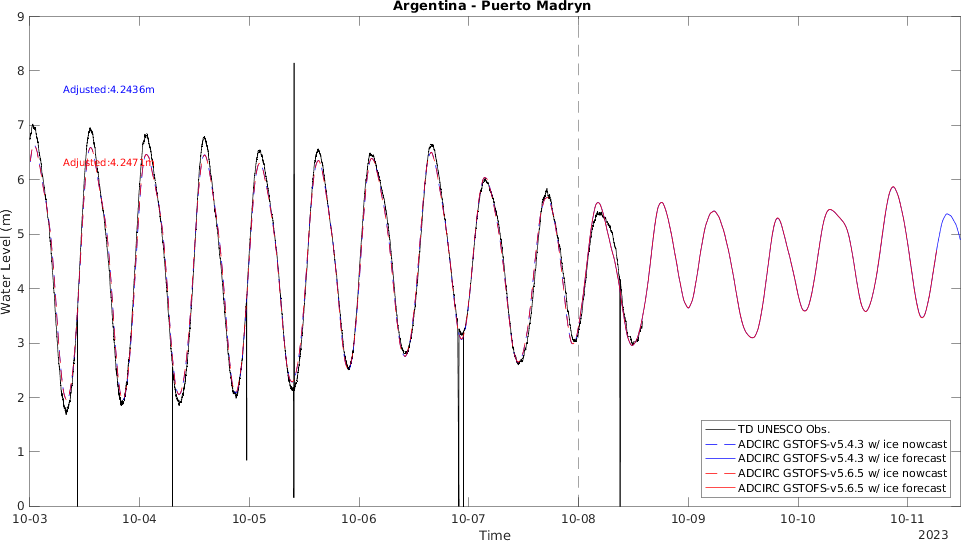 Argentina - Puerto Madryn
9
8
7
6
5
4
3
2
1
0
Water Level (m)
Adjusted:4.2436m
Adjusted:4.2471m
TD UNESCO Obs.
ADCIRC GSTOFS-v5.4.3 w/ ice nowcast
ADCIRC GSTOFS-v5.4.3 w/ ice forecast
ADCIRC GSTOFS-v5.6.5 w/ ice nowcast
ADCIRC GSTOFS-v5.6.5 w/ ice forecast
10-03 10-04 10-05 10-06 10-07 10-08 10-09 10-10 10-11
Time
2023